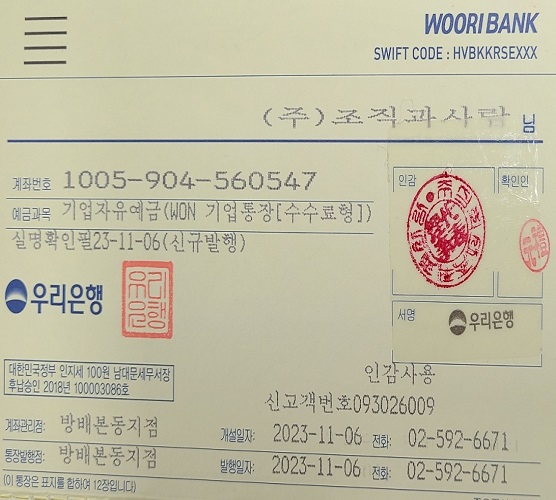 WOORI BANK
SWIFT CODE : HVBKKRSEXXX
(주)조직과사람 님
계좌번호 1005-904-560547
예금과목 기업자유예금(WON 기업통장[수수료형])
실명확인필23-11-06(신규발행)
인감 확인인
우리은행
우리은행
서명 우리은행
대한민국정부 인지세 100원 남대문세무서장
후납승인 2018년 100003086호
인감사용
신고객번호093026009
계좌관리점: 방배본동지점 개설일자: 2023-11-06 전화: 02-592-6671
통장발행점: 방배본동지점 발행일자: 2023-11-06 전화: 02-592-6671
(이 통장은 표지를 합하여 12장입니다)